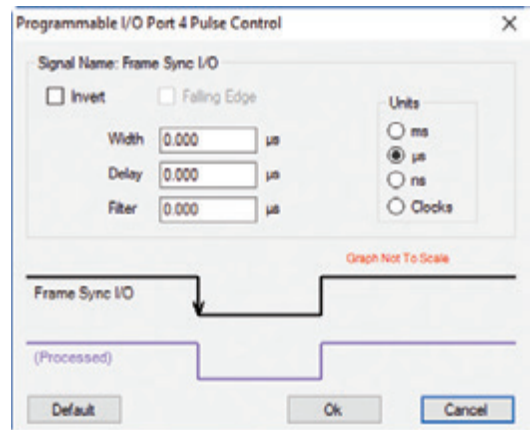 Programmable I/O Port 4 Pulse Control
Signal Name: Frame Sync I/O
Invert
Falling Edge
Width 0.000 µs
Delay 0.000 µs
Filter 0.000 µs
Units
ms
µs
ns
Clocks
Graph Not To Scale
Frame Sync I/O
(Processed)
Default Ok Cancel